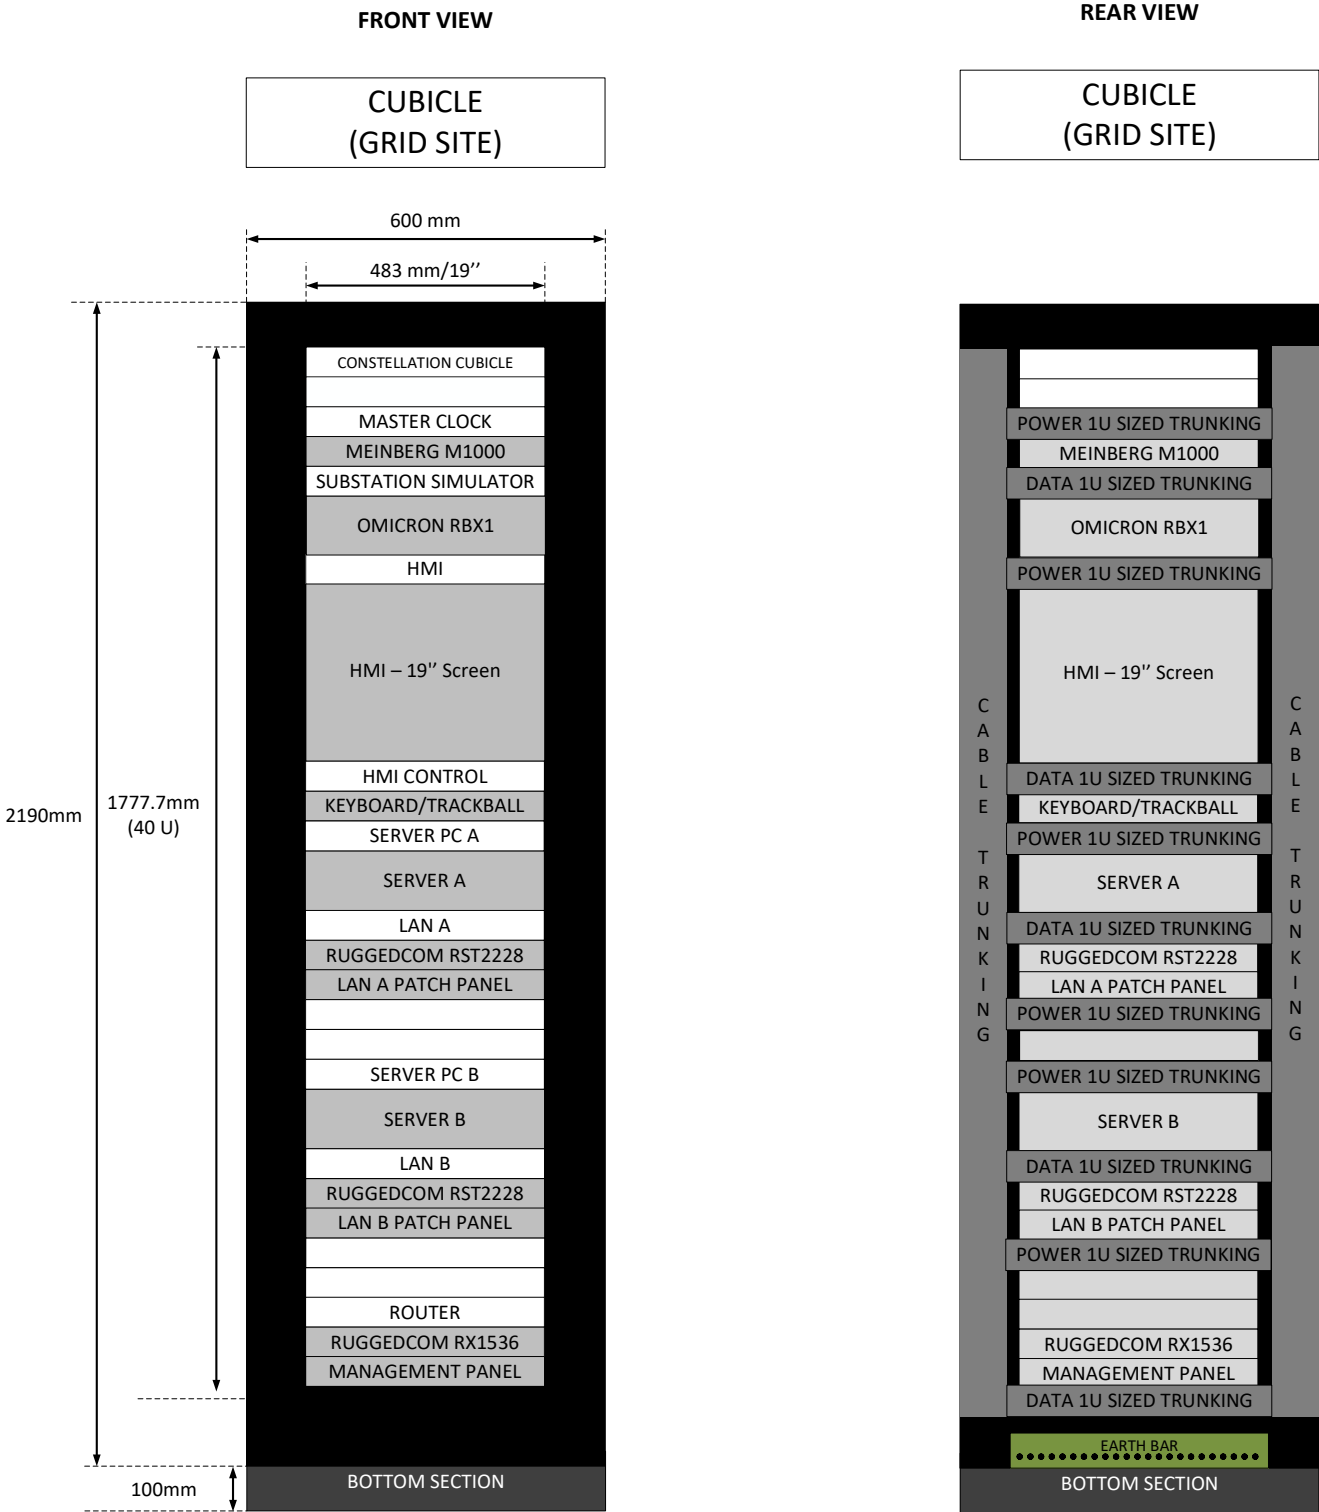 FRONT VIEW
CUBICLE
(GRID SITE)
600 mm
483 mm/19’’
CONSTELLATION CUBICLE
MASTER CLOCK
MEINBERG M1000
SUBSTATION SIMULATOR
OMICRON RBX1
HMI
HMI – 19’’ Screen
HMI CONTROL
KEYBOARD/TRACKBALL
SERVER PC A
SERVER A
LAN A
RUGGEDCOM RST2228
LAN A PATCH PANEL
SERVER PC B
SERVER B
LAN B
RUGGEDCOM RST2228
LAN B PATCH PANEL
ROUTER
RUGGEDCOM RX1536
MANAGEMENT PANEL
BOTTOM SECTION
2190mm
1777.7mm
(40 U)
100mm
REAR VIEW
CUBICLE
(GRID SITE)
POWER 1U SIZED TRUNKING
MEINBERG M1000
DATA 1U SIZED TRUNKING
OMICRON RBX1
POWER 1U SIZED TRUNKING
HMI – 19’’ Screen
DATA 1U SIZED TRUNKING
KEYBOARD/TRACKBALL
POWER 1U SIZED TRUNKING
SERVER A
DATA 1U SIZED TRUNKING
RUGGEDCOM RST2228
LAN A PATCH PANEL
POWER 1U SIZED TRUNKING
POWER 1U SIZED TRUNKING
SERVER B
DATA 1U SIZED TRUNKING
RUGGEDCOM RST2228
LAN B PATCH PANEL
POWER 1U SIZED TRUNKING
RUGGEDCOM RX1536
MANAGEMENT PANEL
DATA 1U SIZED TRUNKING
EARTH BAR
BOTTOM SECTION
CABLE TRUNKING
CABLE TRUNKING